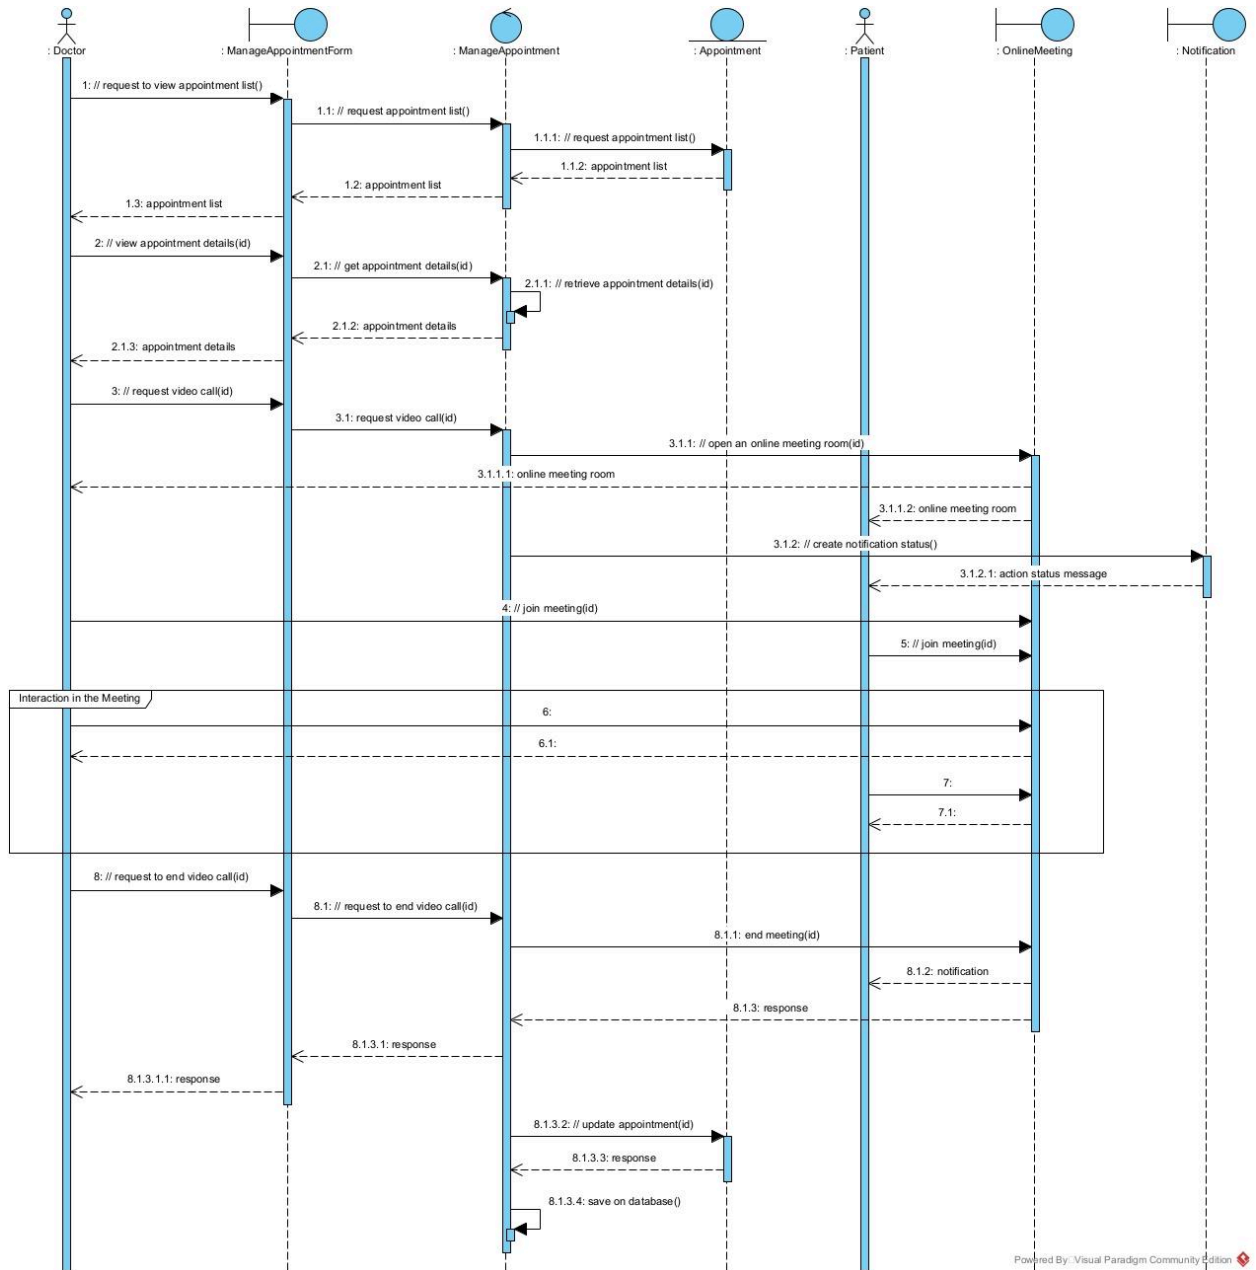 : Doctor
: ManageAppointmentForm
: ManageAppointment
: Appointment
: Patient
: OnlineMeeting
: Notification
1: // request to view appointment list()
1.1: // request appointment list()
1.1.1: // request appointment list()
1.1.2: appointment list
1.2: appointment list
1.3: appointment list
2: // view appointment details(id)
2.1: // get appointment details(id)
2.1.1: // retrieve appointment details(id)
2.1.2: appointment details
2.1.3: appointment details
3: // request video call(id)
3.1: request video call(id)
3.1.1: // open an online meeting room(id)
3.1.1.1: online meeting room
3.1.1.2: online meeting room
3.1.2: // create notification status()
3.1.2.1: action status message
4: // join meeting(id)
5: // join meeting(id)
Interaction in the Meeting
6:
6.1:
7:
7.1:
8: // request to end video call(id)
8.1: // request to end video call(id)
8.1.1: end meeting(id)
8.1.2: notification
8.1.3: response
8.1.3.1: response
8.1.3.1.1: response
8.1.3.2: // update appointment(id)
8.1.3.3: response
8.1.3.4: save on database()
Powered By Visual Paradigm Community Edition